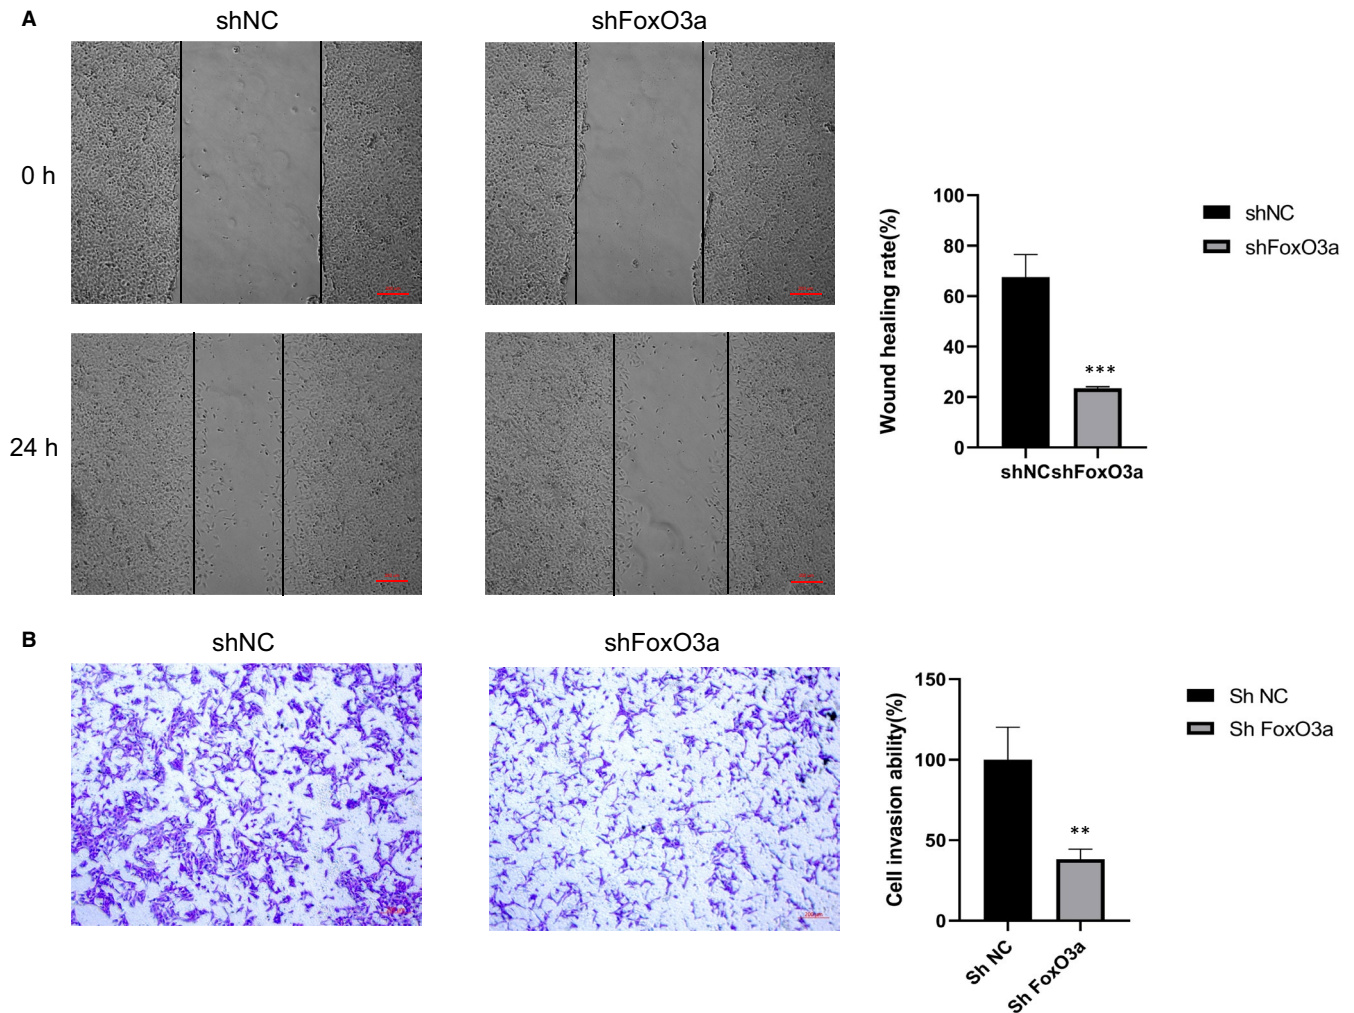 A
shNC
shFoxO3a
0 h
24 h
100
80
60
40
20
0
Wound healing rate(%)
***
shNC
shFoxO3a
shNC
shFoxO3a
B
shNC
shFoxO3a
150
100
50
0
Cell invasion ability(%)
**
Sh NC
Sh FoxO3a
Sh NC
Sh FoxO3a